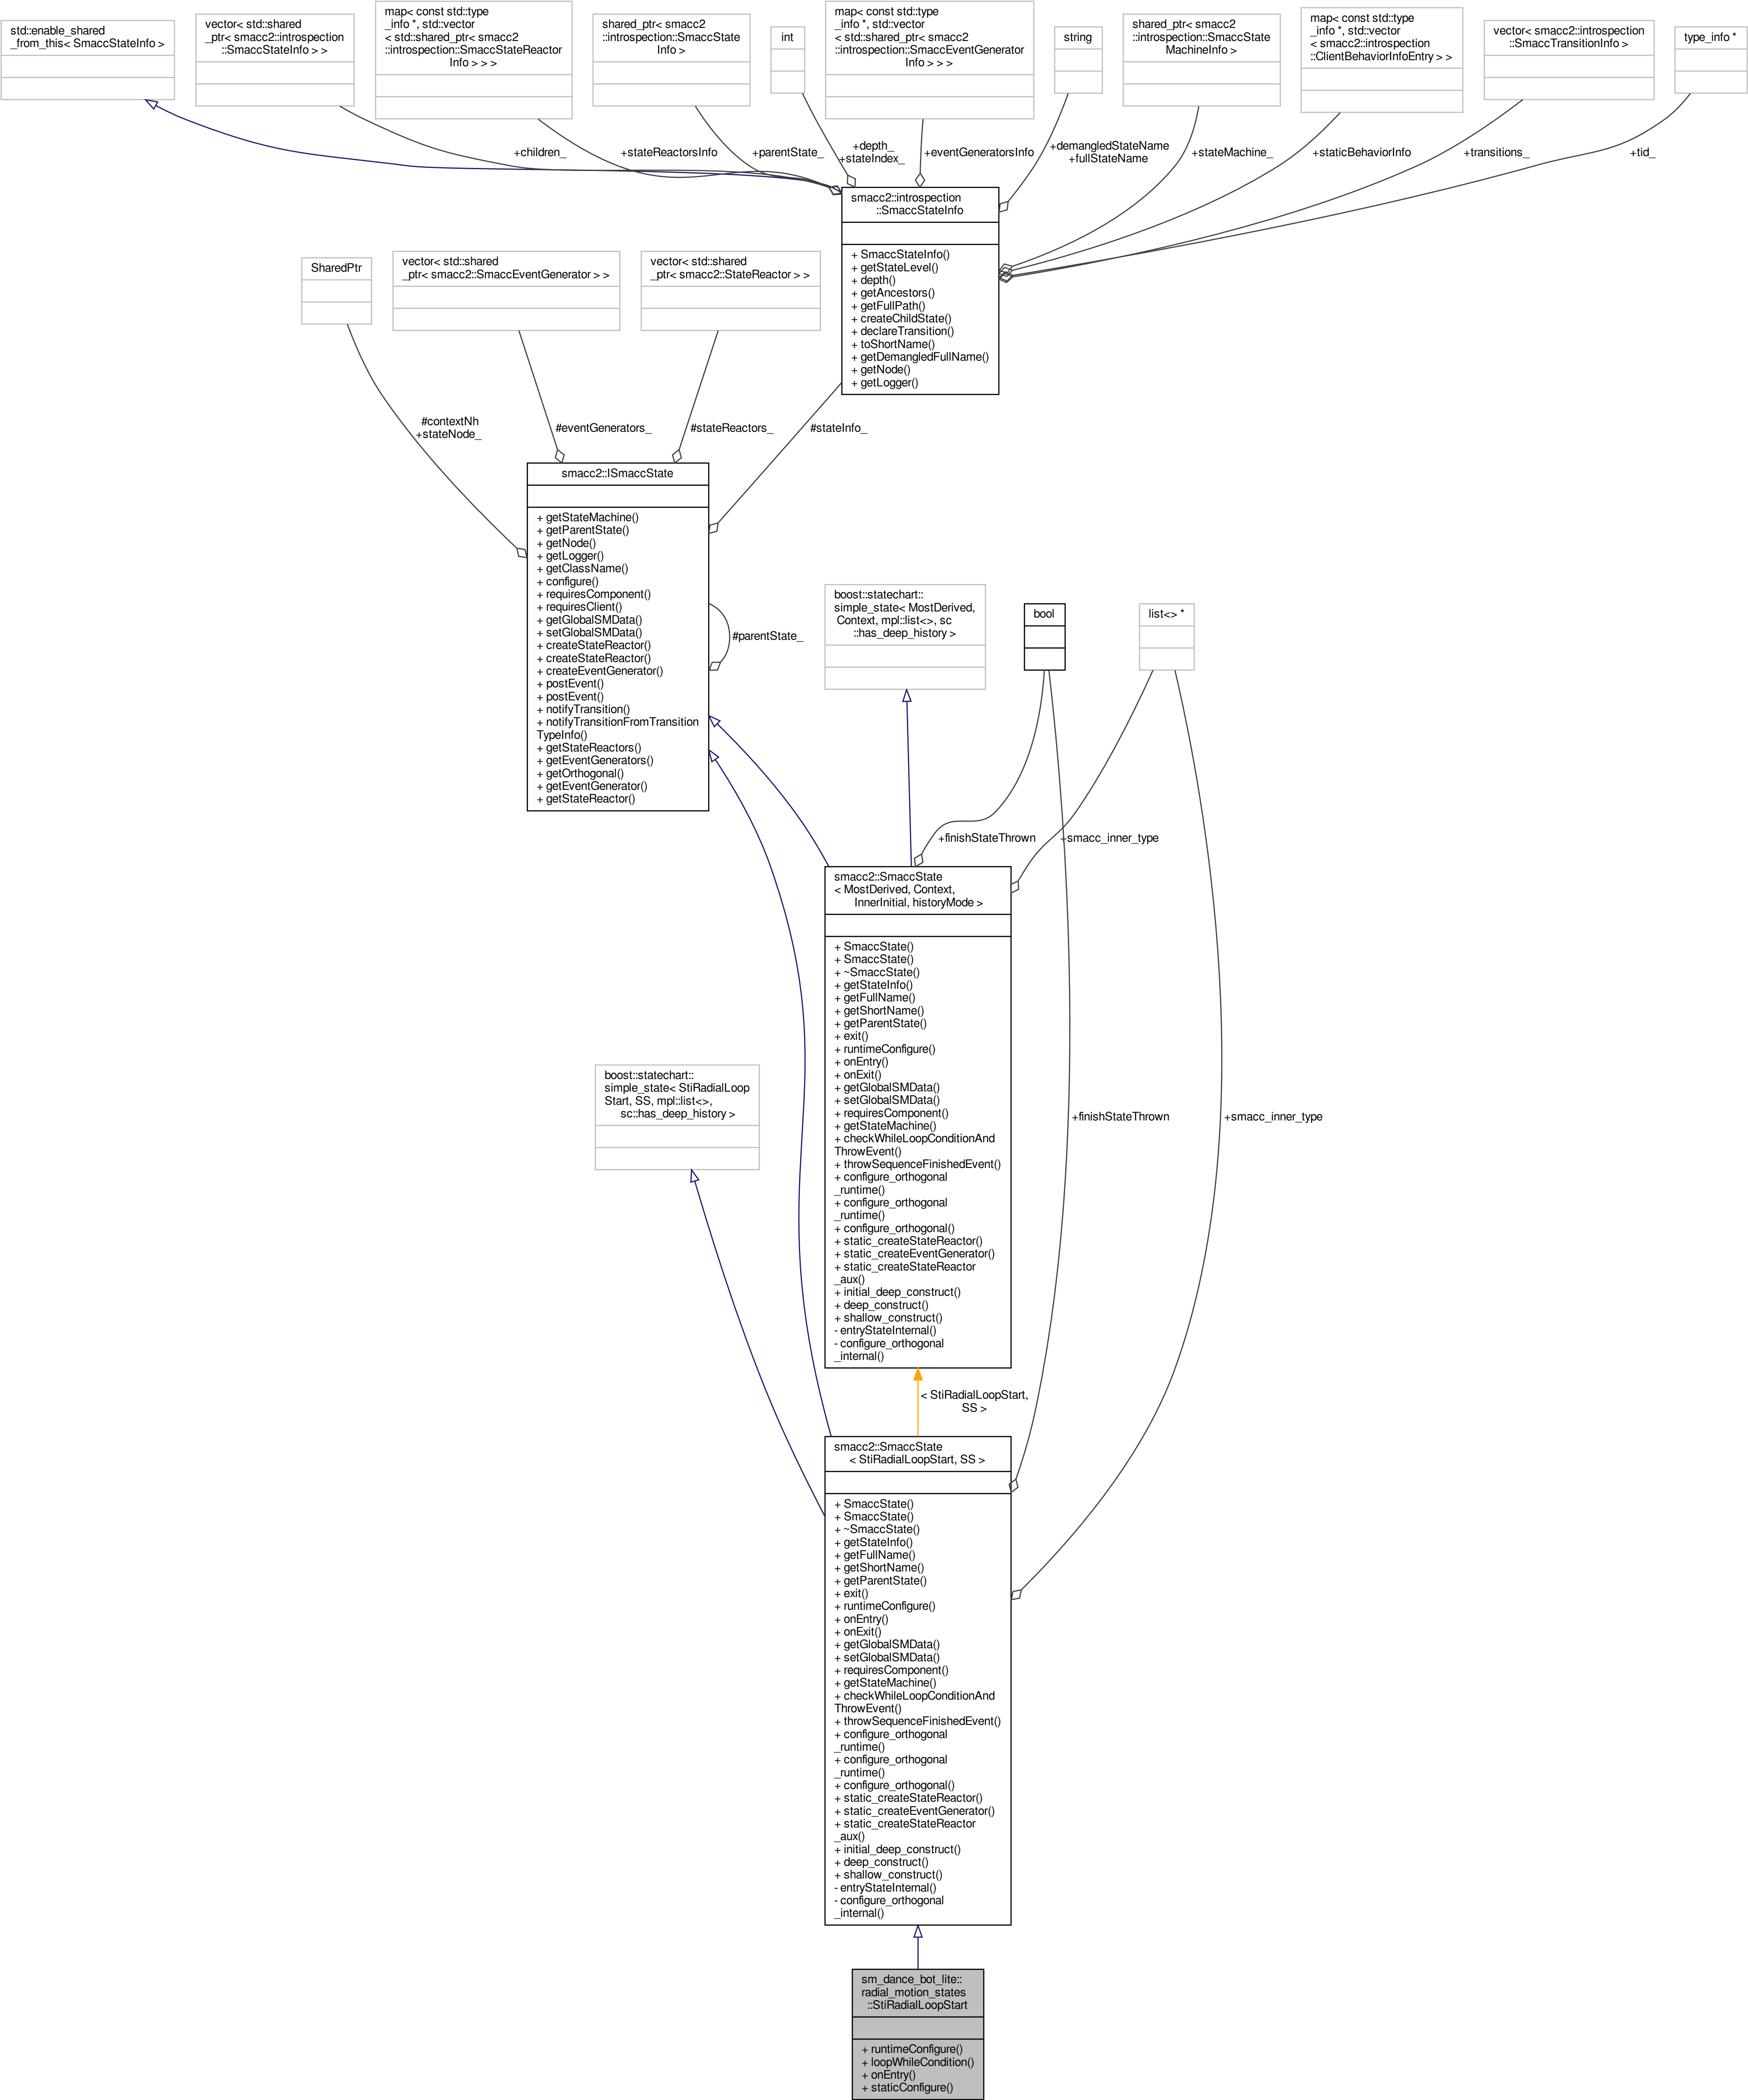 std::enable_shared
_from_this< SmaccStateInfo >
vector< std::shared
_ptr< smacc2::introspection
::SmaccStateInfo > >
map< const std::type
_info *, std::vector
< std::shared_ptr< smacc2
::introspection::SmaccStateReactor
Info > > >
shared_ptr< smacc2
::introspection::SmaccState
Info >
int
map< const std::type
_info *, std::vector
< std::shared_ptr< smacc2
::introspection::SmaccEventGenerator
Info > > >
string
shared_ptr< smacc2
::introspection::SmaccState
MachineInfo >
map< const std::type
_info *, std::vector
< smacc2::introspection
::ClientBehaviorInfoEntry > >
vector< smacc2::introspection
::SmaccTransitionInfo >
type_info *
+children_
+stateReactorsInfo
+parentState_
+depth_
+stateIndex_
+eventGeneratorsInfo
+demangledStateName
+fullStateName
+stateMachine_
+staticBehaviorInfo
+transitions_
+tid_
smacc2::introspection
::SmaccStateInfo
+ SmaccStateInfo()
+ getStateLevel()
+ depth()
+ getAncestors()
+ getFullPath()
+ createChildState()
+ declareTransition()
+ toShortName()
+ getDemangledFullName()
+ getNode()
+ getLogger()
SharedPtr
vector< std::shared
_ptr< smacc2::SmaccEventGenerator > >
vector< std::shared
_ptr< smacc2::StateReactor > >
#contextNh
+stateNode_
#eventGenerators_
#stateReactors_
#stateInfo_
smacc2::ISmaccState
+ getStateMachine()
+ getParentState()
+ getNode()
+ getLogger()
+ getClassName()
+ configure()
+ requiresComponent()
+ requiresClient()
+ getGlobalSMData()
+ setGlobalSMData()
+ createStateReactor()
+ createStateReactor()
+ createEventGenerator()
+ postEvent()
+ postEvent()
+ notifyTransition()
+ notifyTransitionFromTransition
TypeInfo()
+ getStateReactors()
+ getEventGenerators()
+ getOrthogonal()
+ getEventGenerator()
+ getStateReactor()
#parentState_
boost::statechart::
simple_state< MostDerived,
Context, mpl::list<>, sc
::has_deep_history >
bool
list<> *
+finishStateThrown
+smacc_inner_type
smacc2::SmaccState
< MostDerived, Context,
InnerInitial, historyMode >
+ SmaccState()
+ SmaccState()
+ ~SmaccState()
+ getStateInfo()
+ getFullName()
+ getShortName()
+ getParentState()
+ exit()
+ runtimeConfigure()
+ onEntry()
+ onExit()
+ getGlobalSMData()
+ setGlobalSMData()
+ requiresComponent()
+ getStateMachine()
+ checkWhileLoopConditionAnd
ThrowEvent()
+ throwSequenceFinishedEvent()
+ configure_orthogonal
_runtime()
+ configure_orthogonal
_runtime()
+ configure_orthogonal()
+ static_createStateReactor()
+ static_createEventGenerator()
+ static_createStateReactor
_aux()
+ initial_deep_construct()
+ deep_construct()
+ shallow_construct()
- entryStateInternal()
- configure_orthogonal
_internal()
boost::statechart::
simple_state< StiRadialLoop
Start, SS, mpl::list<>,
sc::has_deep_history >
+finishStateThrown
+smacc_inner_type
< StiRadialLoopStart,
SS >
smacc2::SmaccState
< StiRadialLoopStart, SS >
+ SmaccState()
+ SmaccState()
+ ~SmaccState()
+ getStateInfo()
+ getFullName()
+ getShortName()
+ getParentState()
+ exit()
+ runtimeConfigure()
+ onEntry()
+ onExit()
+ getGlobalSMData()
+ setGlobalSMData()
+ requiresComponent()
+ getStateMachine()
+ checkWhileLoopConditionAnd
ThrowEvent()
+ throwSequenceFinishedEvent()
+ configure_orthogonal
_runtime()
+ configure_orthogonal
_runtime()
+ configure_orthogonal()
+ static_createStateReactor()
+ static_createEventGenerator()
+ static_createStateReactor
_aux()
+ initial_deep_construct()
+ deep_construct()
+ shallow_construct()
- entryStateInternal()
- configure_orthogonal
_internal()
sm_dance_bot_lite::
radial_motion_states
::StiRadialLoopStart
+ runtimeConfigure()
+ loopWhileCondition()
+ onEntry()
+ staticConfigure()